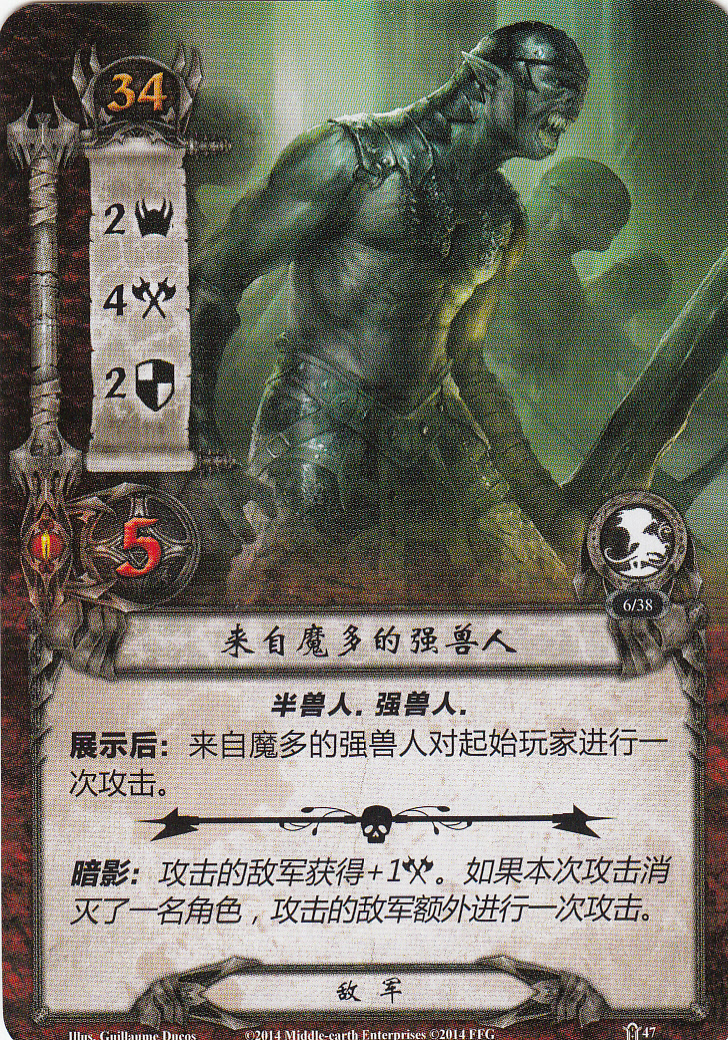 34
2
4
2
5
6/38
来自魔多的强兽人
半兽人. 强兽人.
展示后：来自魔多的强兽人对起始玩家进行一
次攻击。
暗影：攻击的敌军获得+1。如果本次攻击消
灭了一名角色，攻击的敌军额外进行一次攻击。
敌 军
Illus. Guillaume Ducos ©2014 Middle-earth Enterprises ©2014 FFG 47